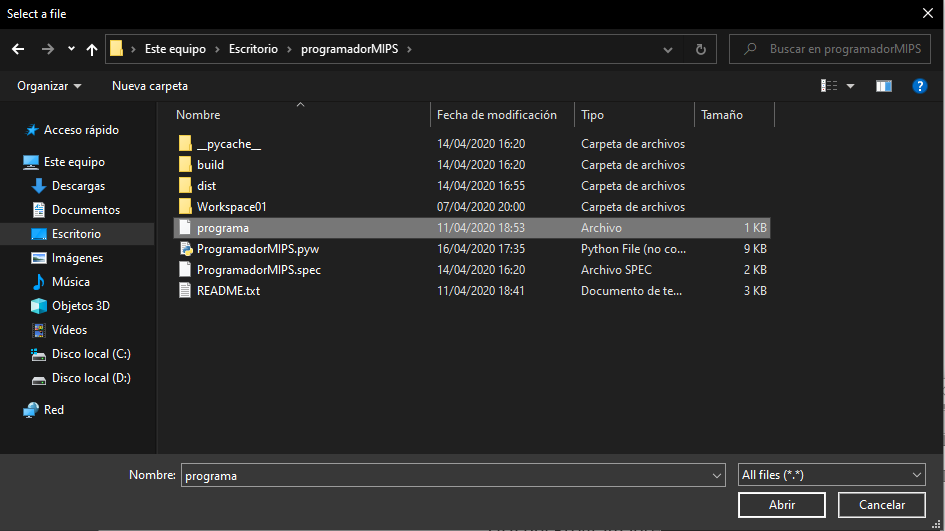 Select a file
Este equipo > Escritorio > programadorMIPS >
Buscar en programadorMIPS
Organizar
Nueva carpeta
Nombre Fecha de modificación Tipo Tamaño
Acceso rápido
Este equipo
Descargas
Documentos
Escritorio
Imágenes
Música
Objetos 3D
Vídeos
Disco local (C:)
Disco local (D:)
Red
__pycache__ 14/04/2020 16:20 Carpeta de archivos
build 14/04/2020 16:20 Carpeta de archivos
dist 14/04/2020 16:55 Carpeta de archivos
Workspace01 07/04/2020 20:00 Carpeta de archivos
programa 11/04/2020 18:53 Archivo 1 KB
ProgramadorMIPS.pyw 16/04/2020 17:35 Python File (no co... 9 KB
ProgramadorMIPS.spec 14/04/2020 16:20 Archivo SPEC 2 KB
README.txt 11/04/2020 18:41 Documento de te... 3 KB
Nombre: programa
All files (*.*)
Abrir
Cancelar